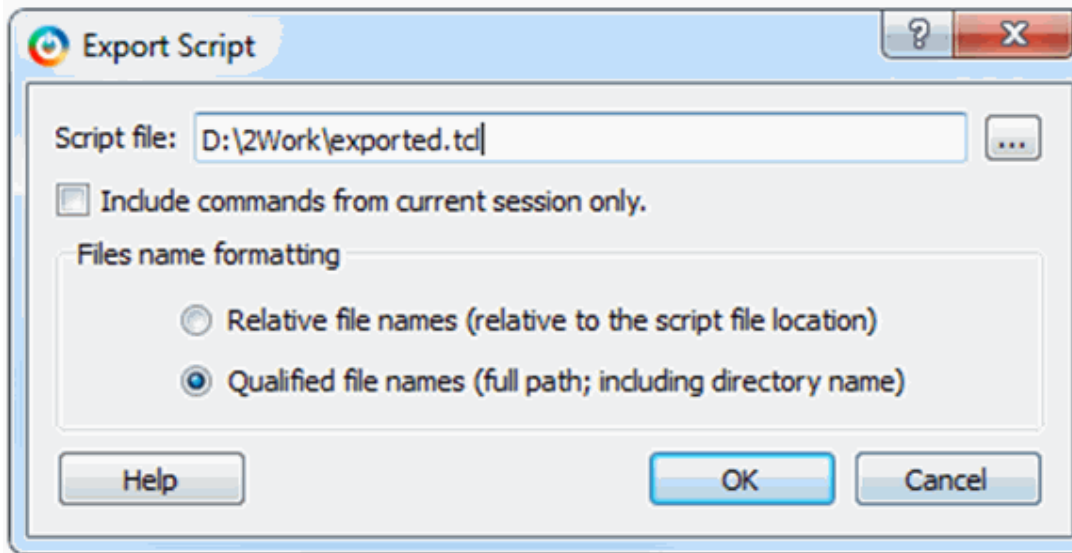 Export Script
Script file: D:\2Work\exported.tcl ...
Include commands from current session only.
Files name formatting
Relative file names (relative to the script file location)
Qualified file names (full path; including directory name)
Help OK Cancel